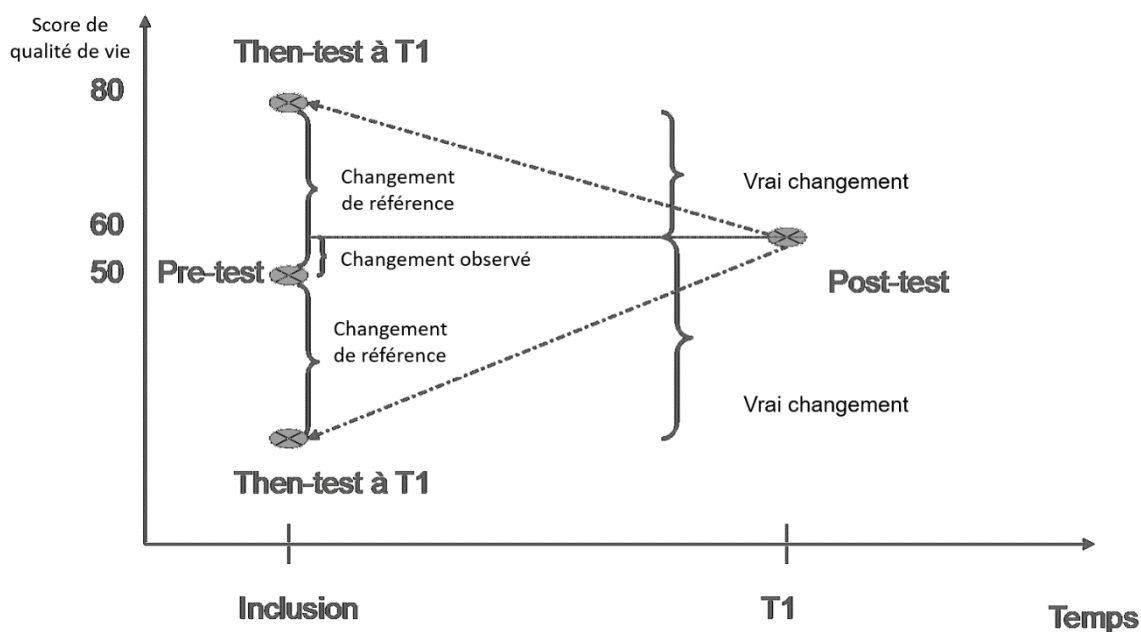 Score de
qualité de vie
Then-test à T1
80
Changement
de référence
Vrai changement
60
Changement observé
50
Pre-test
Post-test
Changement
de référence
Vrai changement
Then-test à T1
Inclusion
T1
Temps